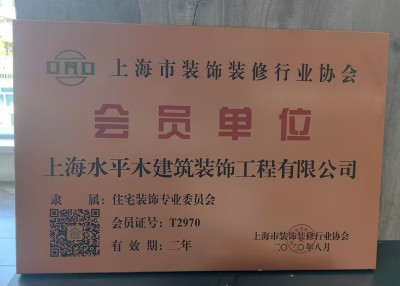 上海市装饰装修行业协会
会员单位
上海水平木建筑装饰工程有限公司
隶 属：住宅装饰专业委员会
会员证号：T2970
有 效 期：二年
上海市装饰装修行业协会
二〇二〇年八月